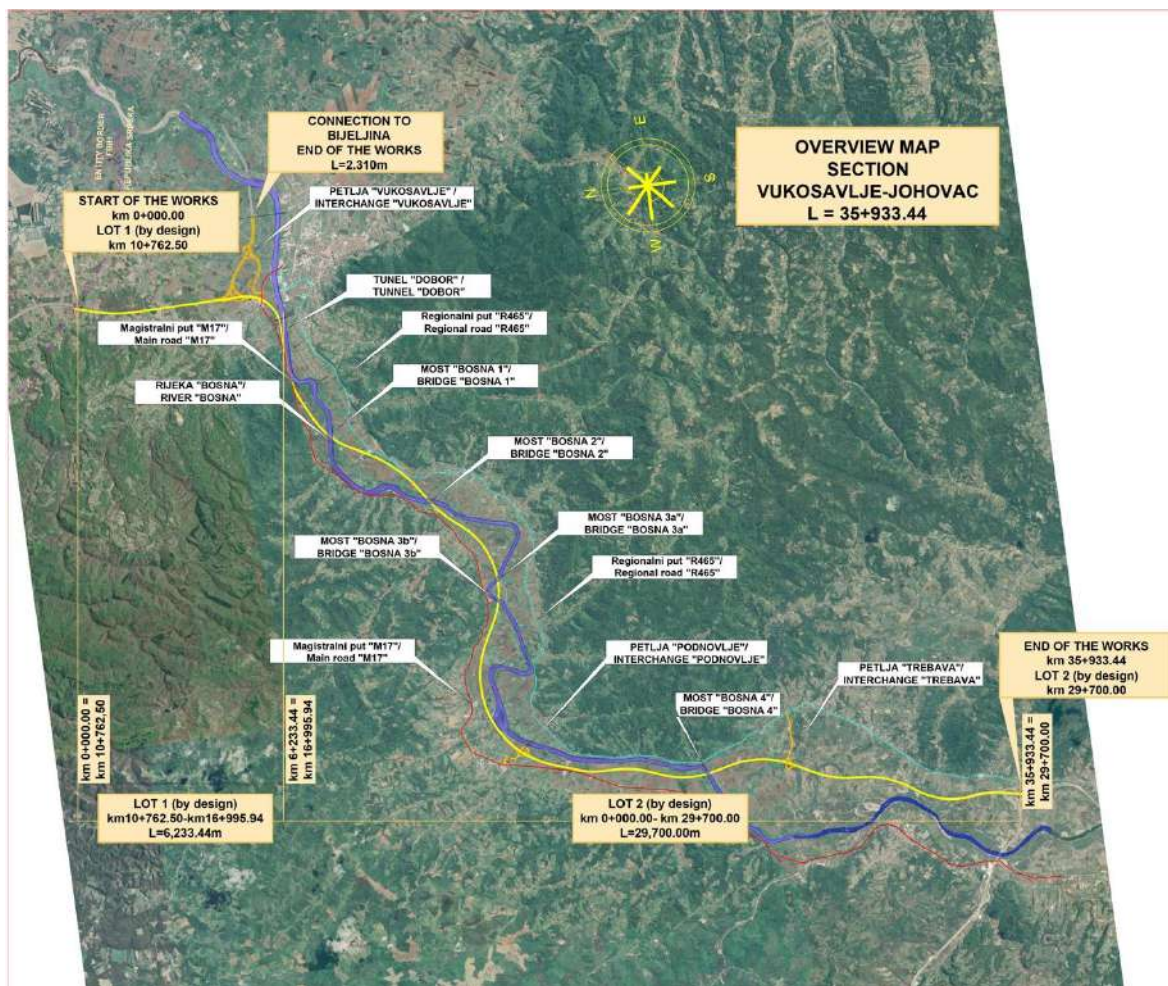 ENTITY BORDER
FBIH
REPUBLIKA SRPSKA
CONNECTION TO
BIJELJINA
END OF THE WORKS
L=2.310m
START OF THE WORKS
km 0+000.00
LOT 1 (by design)
km 10+762.50
PETLJA "VUKOSAVLJE" /
INTERCHANGE "VUKOSAVLJE"
N
E
S
W
OVERVIEW MAP
SECTION
VUKOSAVLJE-JOHOVAC
L = 35+933.44
TUNEL "DOBOR" /
TUNNEL "DOBOR"
Magistralni put "M17"/
Main road "M17"
Regionalni put "R465"/
Regional road "R465"
RIJEKA "BOSNA"/
RIVER "BOSNA"
MOST "BOSNA 1"/
BRIDGE "BOSNA 1"
MOST "BOSNA 2"/
BRIDGE "BOSNA 2"
MOST "BOSNA 3b"/
BRIDGE "BOSNA 3b"
MOST "BOSNA 3a"/
BRIDGE "BOSNA 3a"
Regionalni put "R465"/
Regional road "R465"
Magistralni put "M17"/
Main road "M17"
PETLJA "PODNOVLJE"/
INTERCHANGE "PODNOVLJE"
MOST "BOSNA 4"/
BRIDGE "BOSNA 4"
PETLJA "TREBAVA"/
INTERCHANGE "TREBAVA"
END OF THE WORKS
km 35+933.44
LOT 2 (by design)
km 29+700.00
km 0+000.00 =
km 10+762.50
km 6+233.44 =
km 16+995.94
km 35+933.44 =
km 29+700.00
LOT 1 (by design)
km10+762.50-km16+995.94
L=6,233.44m
LOT 2 (by design)
km 0+000.00- km 29+700.00
L=29,700.00m